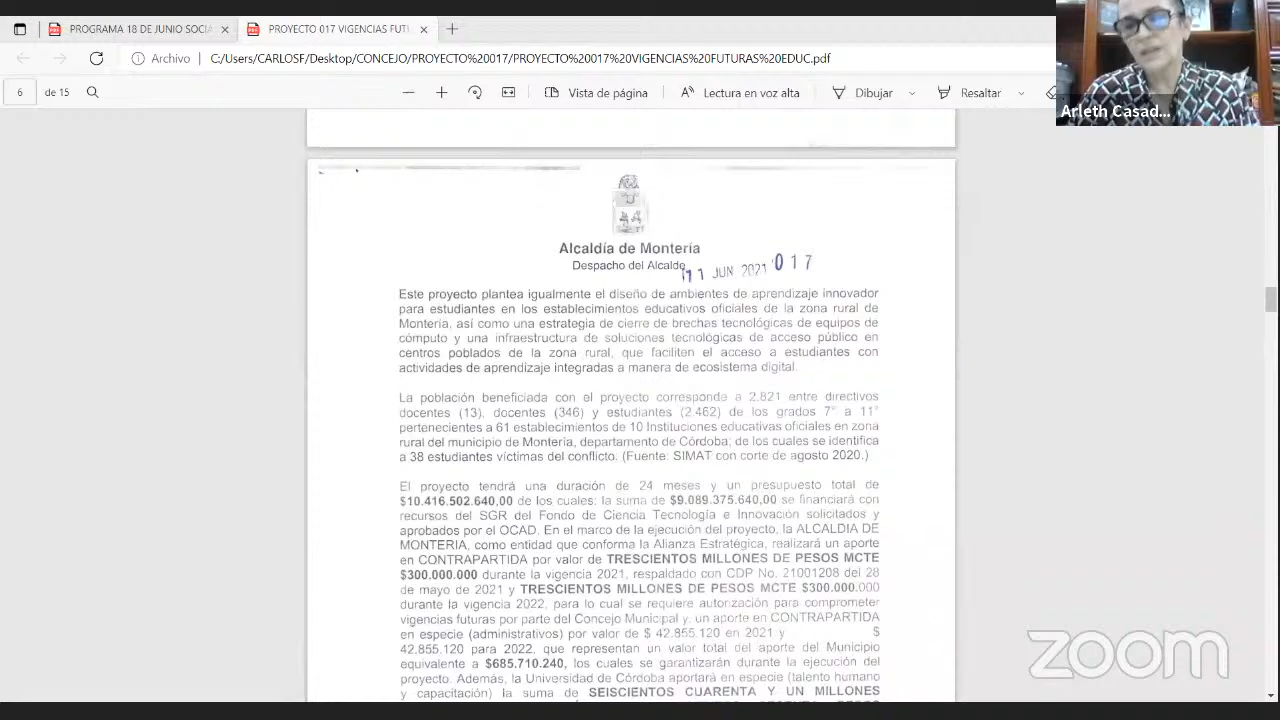 PROGRAMA 18 DE JUNIO SOCIA
PROYECTO 017 VIGENCIAS FUTU
Archivo
C:/Users/CARLOSF/Desktop/CONCEJO/PROYECTO%20017/PROYECTO%20017%20VIGENCIAS%20FUTURAS%20EDUC.pdf
6 de 15
Vista de página
Lectura en voz alta
Dibujar
Resaltar
Arleth Casad...
Alcaldía de Montería
Despacho del Alcalde
11 JUN 2021 017
Este proyecto plantea igualmente el diseño de ambientes de aprendizaje innovador
para estudiantes en los establecimientos educativos oficiales de la zona rural de
Montería, así como una estrategia de cierre de brechas tecnológicas de equipos de
cómputo y una infraestructura de soluciones tecnológicas de acceso público en
centros poblados de la zona rural, que faciliten el acceso a estudiantes con
actividades de aprendizaje integradas a manera de ecosistema digital.
La población beneficiada con el proyecto corresponde a 2.821 entre directivos
docentes (13), docentes (346) y estudiantes (2.462) de los grados 7° a 11°
pertenecientes a 61 establecimientos de 10 Instituciones educativas oficiales en zona
rural del municipio de Montería, departamento de Córdoba; de los cuales se identifica
a 38 estudiantes víctimas del conflicto. (Fuente: SIMAT con corte de agosto 2020.)
El proyecto tendrá una duración de 24 meses y un presupuesto total de
$10.416.502.640,00 de los cuales: la suma de $9.089.375.640,00 se financiará con
recursos del SGR del Fondo de Ciencia Tecnología e Innovación solicitados y
aprobados por el OCAD. En el marco de la ejecución del proyecto, la ALCALDIA DE
MONTERIA, como entidad que conforma la Alianza Estratégica, realizará un aporte
en CONTRAPARTIDA por valor de TRESCIENTOS MILLONES DE PESOS MCTE
$300.000.000 durante la vigencia 2021, respaldado con CDP No. 21001208 del 28
de mayo de 2021 y TRESCIENTOS MILLONES DE PESOS MCTE $300.000.000
durante la vigencia 2022, para lo cual se requiere autorización para comprometer
vigencias futuras por parte del Concejo Municipal y, un aporte en CONTRAPARTIDA
en especie (administrativos) por valor de $ 42.855.120 en 2021 y $
42.855.120 para 2022, que representan un valor total del aporte del Municipio
equivalente a $685.710.240, los cuales se garantizarán durante la ejecución del
proyecto. Además, la Universidad de Córdoba aportará en especie (talento humano
y capacitación) la suma de SEISCIENTOS CUARENTA Y UN MILLONES
zoom